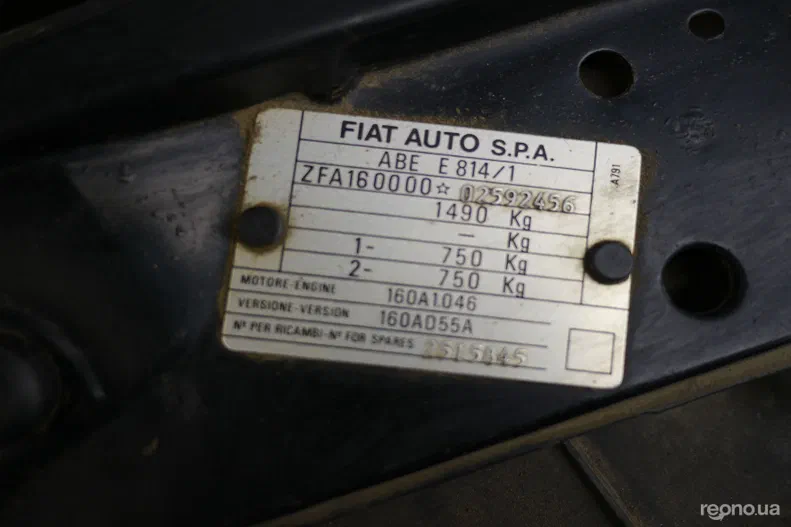 FIAT AUTO S.P.A.
ABE E 814/1
ZFA160000☆02592456
1490 Kg
— Kg
1- 750 Kg
2- 750 Kg
MOTORE-ENGINE 160A1.046
VERSIONE-VERSION 160AD55A
Nº PER RICAMBI-Nº FOR SPARES
A791
repno.ua